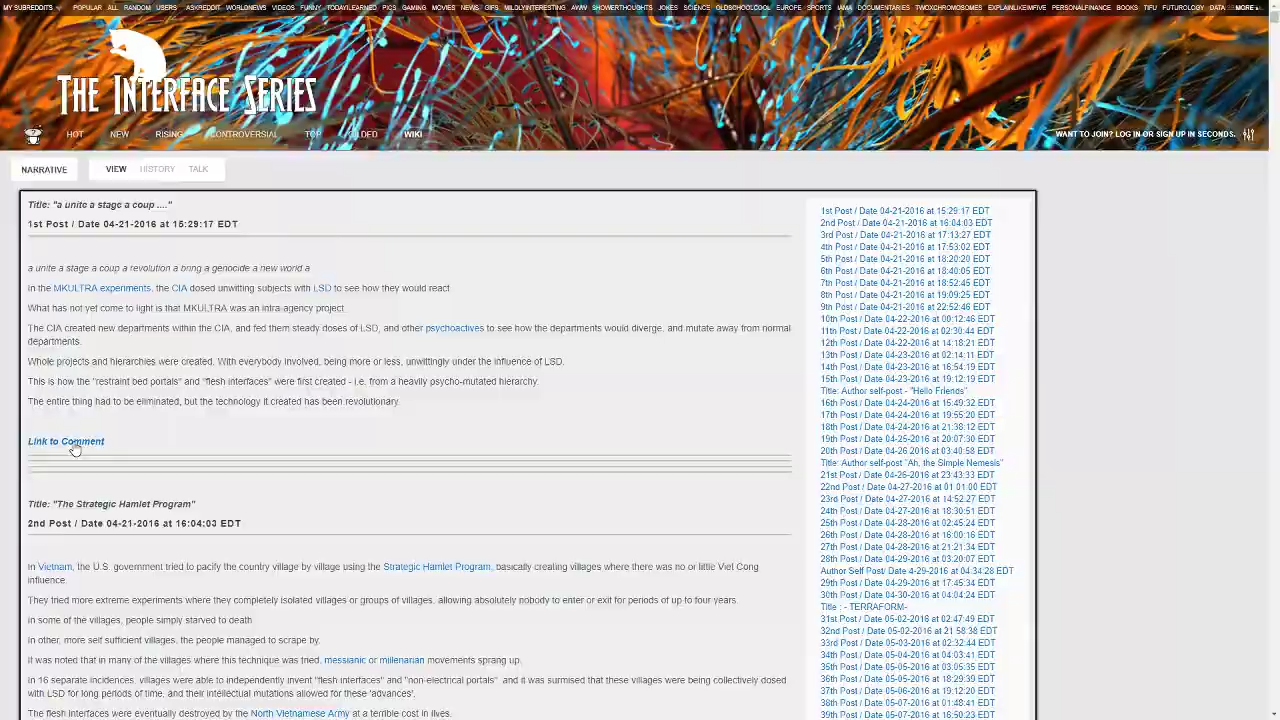 MY SUBREDDITS POPULAR ALL RANDOM USERS ASKREDDIT WORLDNEWS VIDEOS FUNNY TODAYILEARNED PICS GAMING MOVIES NEWS GIFS MILDLYINTERESTING AWW SHOWERTHOUGHTS JOKES SCIENCE OLDSCHOOLCOOL EUROPE SPORTS IAMA DOCUMENTARIES TWOXCHROMOSOMES EXPLAINLIKEIMFIVE PERSONALFINANCE BOOKS TIFU FUTUROLOGY DATA MORE
THE INTERFACE SERIES
HOT NEW RISING CONTROVERSIAL TOP GILDED WIKI
WANT TO JOIN? LOG IN OR SIGN UP IN SECONDS.
NARRATIVE VIEW HISTORY TALK
Title: "a unite a stage a coup ...."
1st Post / Date 04-21-2016 at 15:29:17 EDT
a unite a stage a coup a revolution a bring a genocide a new world a
In the MKULTRA experiments, the CIA dosed unwitting subjects with LSD to see how they would react
What has not yet come to light is that MKULTRA was also intra-agency project.
The CIA created new departments within the CIA, and fed them steady doses of LSD, and other psychoactives to see how the departments would diverge, and mutate away from normal
departments.
Whole projects and hierarchies were created. With everybody involved, being more or less, unwittingly under the influence of LSD.
This is how the "restraint bed portals" and "flesh interfaces" were first created - i.e. from a heavily psycho-mutated hierarchy.
The entire thing had to be eliminated, but the technology it created has been revolutionary.
Link to Comment
Title: "The Strategic Hamlet Program"
2nd Post / Date 04-21-2016 at 16:04:03 EDT
In Vietnam, the U.S. government tried to pacify the country village by village using the Strategic Hamlet Program, basically creating villages where there was no or little Viet Cong
influence.
They tried more extreme experiments where they completely isolated villages or groups of villages, allowing absolutely nobody to enter or exit for periods of up to four years.
In some of the villages, people simply starved to death
In other, more self sufficient villages, the people managed to scrape by.
It was noted that in many of the villages where this isolation was tried, messianic or millenarian movements sprang up.
In 16 separate incidences, villages were able to independently invent "flesh interfaces" and "non-electrical portals" and it was surmised that these villages were being collectively dosed
with LSD for long periods of time, and their intellectual mutations allowed for these 'advances'.
The flesh interfaces were eventually destroyed by the North Vietnamese Army at a terrible cost in lives.
1st Post / Date 04-21-2016 at 15:29:17 EDT
2nd Post / Date 04-21-2016 at 16:04:03 EDT
3rd Post / Date 04-21-2016 at 17:13:27 EDT
4th Post / Date 04-21-2016 at 17:53:02 EDT
5th Post / Date 04-21-2016 at 18:20:20 EDT
6th Post / Date 04-21-2016 at 18:40:05 EDT
7th Post / Date 04-21-2016 at 18:52:45 EDT
8th Post / Date 04-21-2016 at 19:09:25 EDT
9th Post / Date 04-21-2016 at 22:52:46 EDT
10th Post / Date 04-22-2016 at 00:12:46 EDT
11th Post / Date 04-22-2016 at 02:30:44 EDT
12th Post / Date 04-22-2016 at 14:18:21 EDT
13th Post / Date 04-23-2016 at 02:14:11 EDT
14th Post / Date 04-23-2016 at 16:54:19 EDT
15th Post / Date 04-23-2016 at 19:12:19 EDT
Title: Author self-post - "Hello Friends"
16th Post / Date 04-24-2016 at 15:49:32 EDT
17th Post / Date 04-24-2016 at 19:55:20 EDT
18th Post / Date 04-24-2016 at 21:38:12 EDT
19th Post / Date 04-25-2016 at 20:07:30 EDT
20th Post / Date 04-26-2016 at 03:40:58 EDT
Title: Author self-post "Ah, the Simple Nemesis"
21st Post / Date 04-26-2016 at 23:43:33 EDT
22nd Post / Date 04-27-2016 at 01:01:00 EDT
23rd Post / Date 04-27-2016 at 14:52:27 EDT
24th Post / Date 04-27-2016 at 18:30:51 EDT
25th Post / Date 04-28-2016 at 02:45:24 EDT
26th Post / Date 04-28-2016 at 16:00:16 EDT
27th Post / Date 04-28-2016 at 21:21:34 EDT
28th Post / Date 04-29-2016 at 03:20:07 EDT
Author Self Post/ Date 4-29-2016 at 04:34:28 EDT
29th Post / Date 04-29-2016 at 17:45:34 EDT
30th Post / Date 04-30-2016 at 04:04:24 EDT
Title : - TERRAFORM-
31st Post / Date 05-02-2016 at 02:47:49 EDT
32nd Post / Date 05-02-2016 at 21:58:38 EDT
33rd Post / Date 05-03-2016 at 02:32:44 EDT
34th Post / Date 05-04-2016 at 04:03:41 EDT
35th Post / Date 05-05-2016 at 03:05:35 EDT
36th Post / Date 05-05-2016 at 18:29:39 EDT
37th Post / Date 05-06-2016 at 19:12:20 EDT
38th Post / Date 05-07-2016 at 01:48:41 EDT
39th Post / Date 05-07-2016 at 16:50:23 EDT